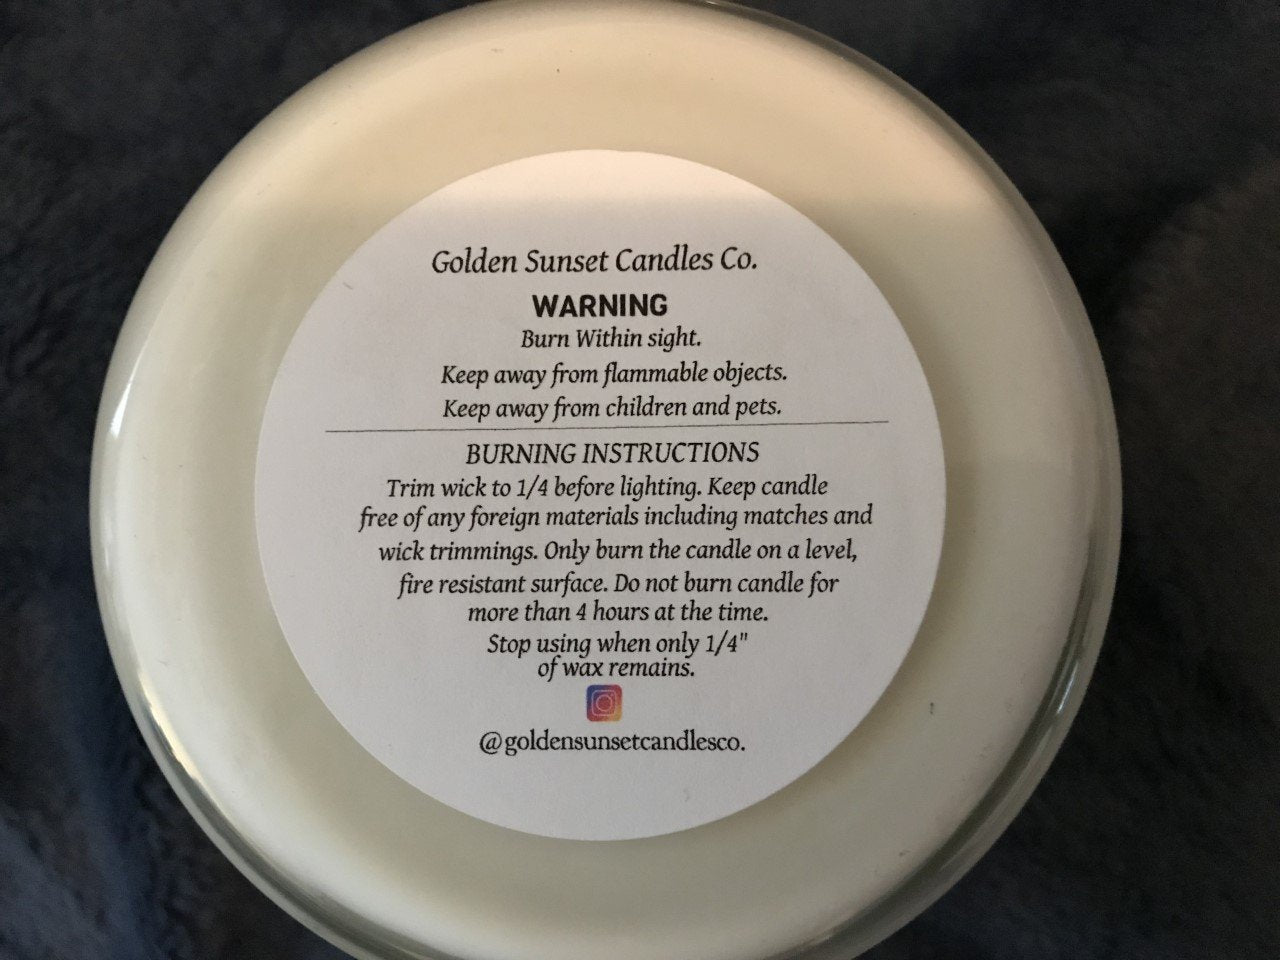 Golden Sunset Candles Co.
WARNING
Burn Within sight.
Keep away from flammable objects.
Keep away from children and pets.
BURNING INSTRUCTIONS
Trim wick to 1/4 before lighting. Keep candle
free of any foreign materials including matches and
wick trimmings. Only burn the candle on a level,
fire resistant surface. Do not burn candle for
more than 4 hours at the time.
Stop using when only 1/4"
of wax remains.
@goldensunsetcandlesco.